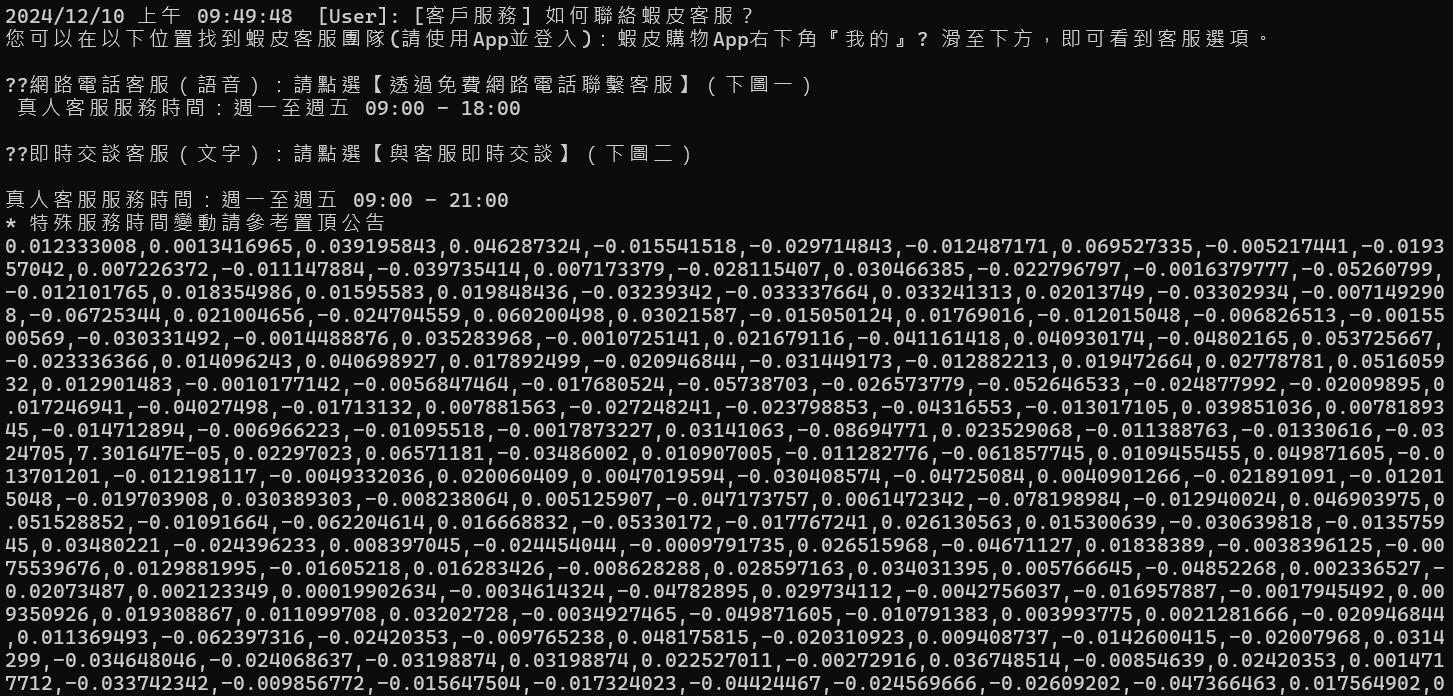 2024/12/10 上午 09:49:48  [User]: [客戶服務] 如何聯絡蝦皮客服？
您可以在以下位置找到蝦皮客服團隊(請使用App並登入)：蝦皮購物App右下角『我的』? 滑至下方，即可看到客服選項。
??網路電話客服（語音）：請點選【透過免費網路電話聯繫客服】（下圖一）
真人客服服務時間：週一至週五 09:00 - 18:00
??即時交談客服（文字）：請點選【與客服即時交談】（下圖二）
真人客服服務時間：週一至週五 09:00 - 21:00
* 特殊服務時間變動請參考置頂公告
0.012333008,0.0013416965,0.039195843,0.046287324,-0.015541518,-0.029714843,-0.012487171,0.069527335,-0.005217441,-0.0193
57042,0.007226372,-0.011147884,-0.039735414,0.007173379,-0.028115407,0.030466385,-0.022796797,-0.0016379777,-0.05260799,
-0.012101765,0.018354986,0.01595583,0.019848436,-0.03239342,-0.033337664,0.033241313,0.02013749,-0.03302934,-0.007149290
8,-0.06725344,0.021004656,-0.024704559,0.060200498,0.03021587,-0.015050124,0.01769016,-0.012015048,-0.006826513,-0.00155
00569,-0.030331492,-0.0014488876,0.035283968,-0.0010725141,0.021679116,-0.041161418,0.040930174,-0.04802165,0.053725667,
-0.023336366,0.014096243,0.040698927,0.017892499,-0.020946844,-0.031449173,-0.012882213,0.019472664,0.02778781,0.0516059
32,0.012901483,-0.0010177142,-0.0056847464,-0.017680524,-0.05738703,-0.026573779,-0.052646533,-0.024877992,-0.02009895,0
.017246941,-0.04027498,-0.01713132,0.007881563,-0.027248241,-0.023798853,-0.04316553,-0.013017105,0.039851036,0.00781893
45,-0.014712894,-0.006966223,-0.01095518,-0.0017873227,0.03141063,-0.08694771,0.023529068,-0.011388763,-0.01330616,-0.03
24705,7.301647E-05,0.02297023,0.06571181,-0.03486002,0.010907005,-0.011282776,-0.061857745,0.0109455455,0.049871605,-0.0
13701201,-0.012198117,-0.0049332036,0.020060409,0.0047019594,-0.030408574,-0.04725084,0.0040901266,-0.021891091,-0.01201
5048,-0.019703908,0.030389303,-0.008238064,0.005125907,-0.047173757,0.0061472342,-0.078198984,-0.012940024,0.046903975,0
.051528852,-0.01091664,-0.062204614,0.016668832,-0.05330172,-0.017767241,0.026130563,0.015300639,-0.030639818,-0.0135759
45,0.03480221,-0.024396233,0.008397045,-0.024454044,-0.0009791735,0.026515968,-0.04671127,0.01838389,-0.0038396125,-0.00
75539676,0.0129881995,-0.01605218,0.016283426,-0.008628288,0.028597163,0.034031395,0.005766645,-0.04852268,0.002336527,-
0.02073487,0.002123349,0.00019902634,-0.0034614324,-0.04782895,0.029734112,-0.0042756037,-0.016957887,-0.0017945492,0.00
9350926,0.019308867,0.011099708,0.03202728,-0.0034927465,-0.049871605,-0.010791383,0.003993775,0.0021281666,-0.020946844
,0.011369493,-0.062397316,-0.02420353,-0.009765238,0.048175815,-0.020310923,0.009408737,-0.0142600415,-0.02007968,0.0314
299,-0.034648046,-0.024068637,-0.03198874,0.03198874,0.022527011,-0.00272916,0.036748514,-0.00854639,0.02420353,0.001471
7712,-0.033742342,-0.009856772,-0.015647504,-0.017324023,-0.04424467,-0.024569666,-0.02609202,-0.047366463,0.017564902,0